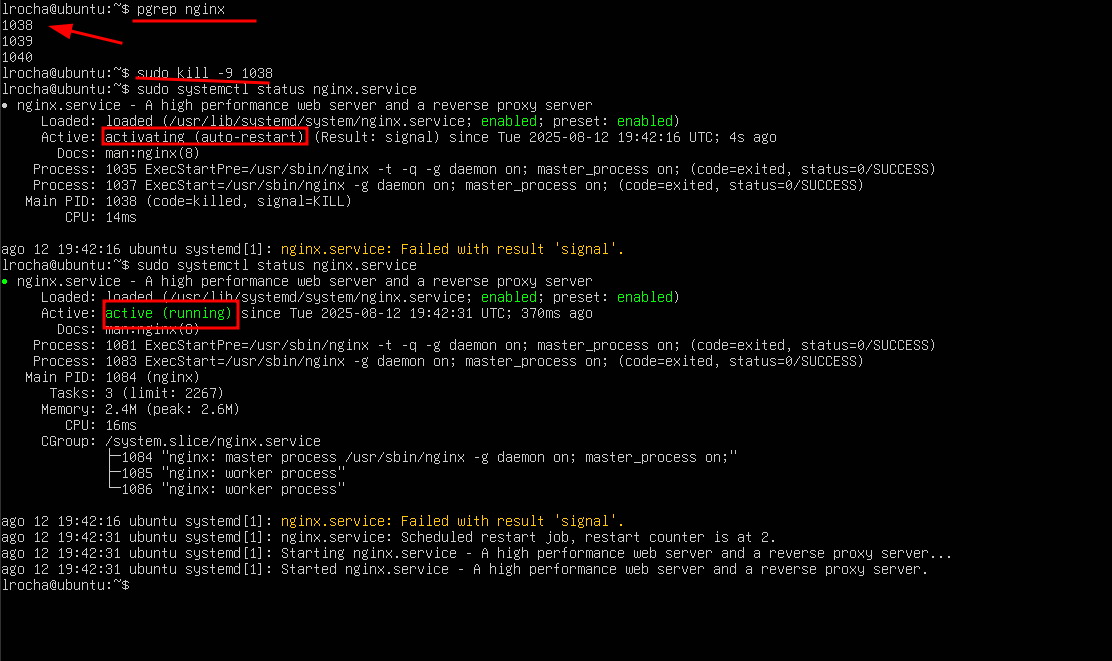 lrocha@ubuntu:~$ pgrep nginx
1038
1039
1040
lrocha@ubuntu:~$ sudo kill -9 1038
lrocha@ubuntu:~$ sudo systemctl status nginx.service
● nginx.service - A high performance web server and a reverse proxy server
Loaded: loaded (/usr/lib/systemd/system/nginx.service; enabled; preset: enabled)
Active: activating (auto-restart) (Result: signal) since Tue 2025-08-12 19:42:16 UTC; 4s ago
Docs: man:nginx(8)
Process: 1035 ExecStartPre=/usr/sbin/nginx -t -q -g daemon on; master_process on; (code=exited, status=0/SUCCESS)
Process: 1037 ExecStart=/usr/sbin/nginx -g daemon on; master_process on; (code=exited, status=0/SUCCESS)
Main PID: 1038 (code=killed, signal=KILL)
CPU: 14ms
ago 12 19:42:16 ubuntu systemd[1]: nginx.service: Failed with result 'signal'.
lrocha@ubuntu:~$ sudo systemctl status nginx.service
● nginx.service - A high performance web server and a reverse proxy server
Loaded: loaded (/usr/lib/systemd/system/nginx.service; enabled; preset: enabled)
Active: active (running) since Tue 2025-08-12 19:42:31 UTC; 370ms ago
Docs: man:nginx(8)
Process: 1081 ExecStartPre=/usr/sbin/nginx -t -q -g daemon on; master_process on; (code=exited, status=0/SUCCESS)
Process: 1083 ExecStart=/usr/sbin/nginx -g daemon on; master_process on; (code=exited, status=0/SUCCESS)
Main PID: 1084 (nginx)
Tasks: 3 (limit: 2267)
Memory: 2.4M (peak: 2.6M)
CPU: 16ms
CGroup: /system.slice/nginx.service
├─1084 "nginx: master process /usr/sbin/nginx -g daemon on; master_process on;"
├─1085 "nginx: worker process"
└─1086 "nginx: worker process"
ago 12 19:42:16 ubuntu systemd[1]: nginx.service: Failed with result 'signal'.
ago 12 19:42:31 ubuntu systemd[1]: nginx.service: Scheduled restart job, restart counter is at 2.
ago 12 19:42:31 ubuntu systemd[1]: Starting nginx.service - A high performance web server and a reverse proxy server...
ago 12 19:42:31 ubuntu systemd[1]: Started nginx.service - A high performance web server and a reverse proxy server.
lrocha@ubuntu:~$